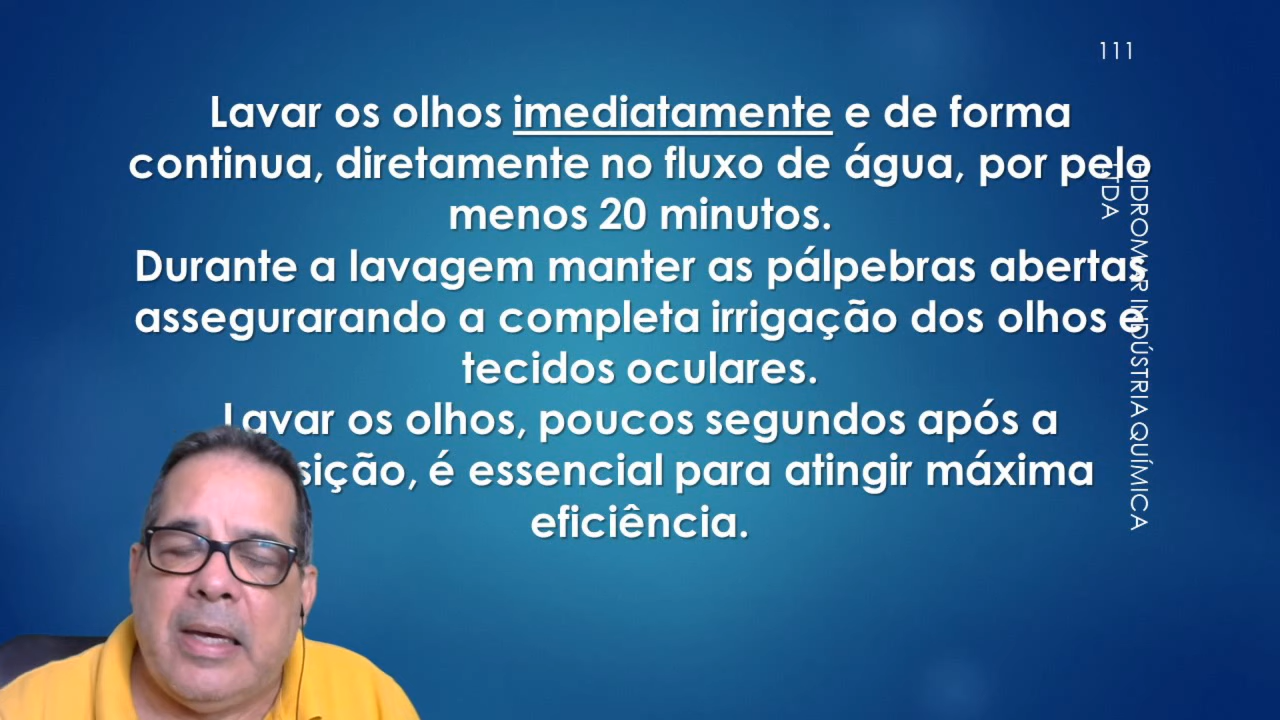 111
Lavar os olhos imediatamente e de forma
continua, diretamente no fluxo de água, por pelo
menos 20 minutos.
Durante a lavagem manter as pálpebras abertas
assegurarando a completa irrigação dos olhos e
tecidos oculares.
Lavar os olhos, poucos segundos após a
é essencial para atingir máxima
eficiência.
HIDROMAR INDÚSTRIA QUÍMICA
LTDA